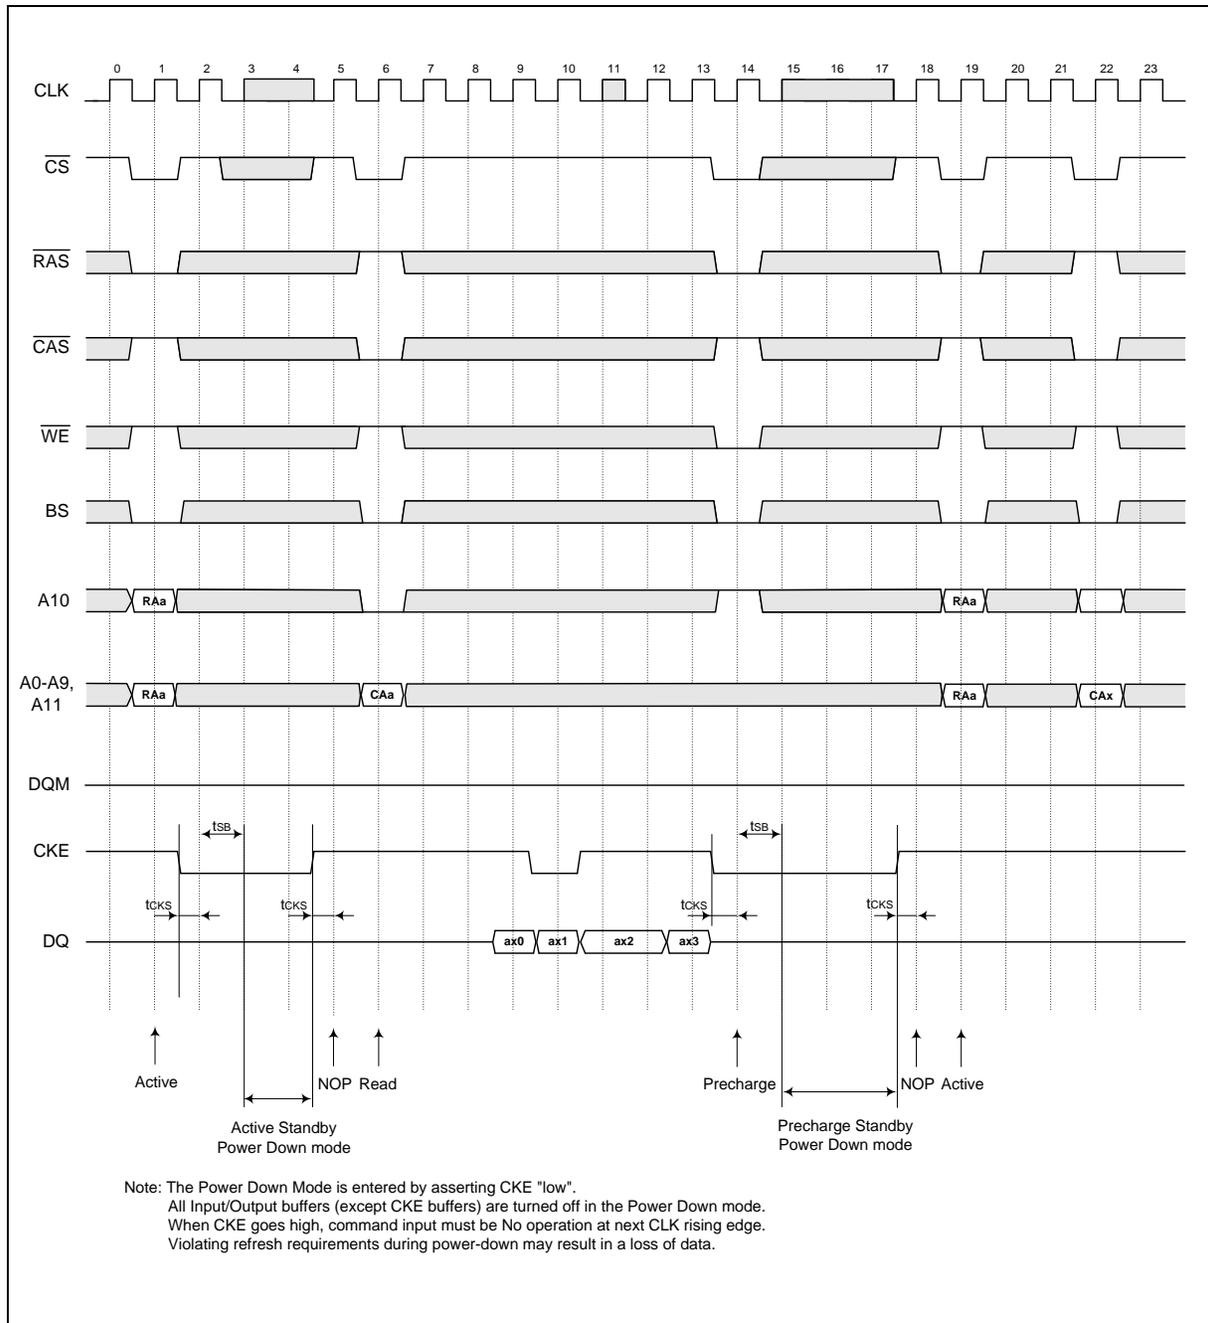 0 1 2 3 4 5 6 7 8 9 10 11 12 13 14 15 16 17 18 19 20 21 22 23
CLK
CS
RAS
CAS
WE
BS
A10 RAa RAa
A0-A9,
A11 RAa CAa RAa CAx
DQM
tSB tSB
CKE
tCKS tCKS tCKS tCKS
DQ ax0 ax1 ax2 ax3
Active NOP Read Precharge NOP Active
Active Standby
Power Down mode
Precharge Standby
Power Down mode
Note: The Power Down Mode is entered by asserting CKE "low".
All Input/Output buffers (except CKE buffers) are turned off in the Power Down mode.
When CKE goes high, command input must be No operation at next CLK rising edge.
Violating refresh requirements during power-down may result in a loss of data.